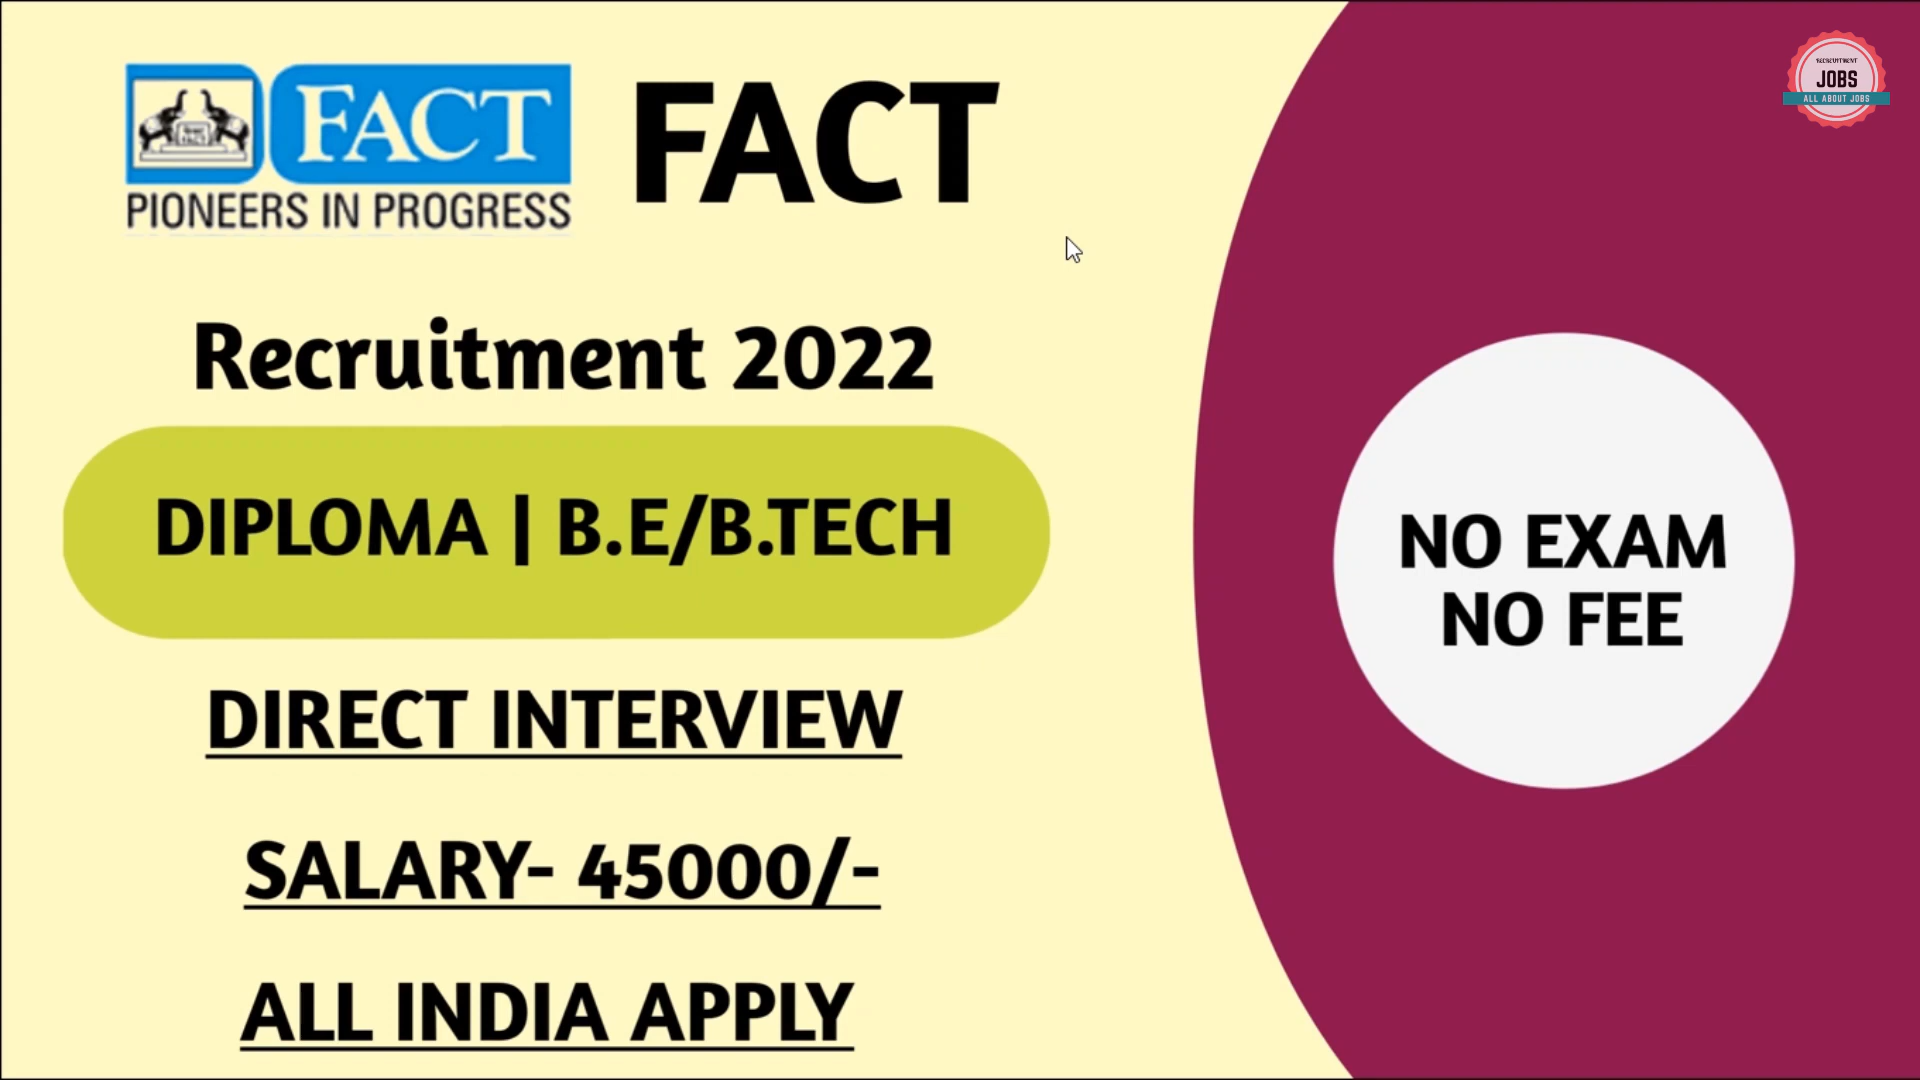 FACT
PIONEERS IN PROGRESS
FACT
Recruitment 2022
DIPLOMA | B.E/B.TECH
DIRECT INTERVIEW
SALARY- 45000/-
ALL INDIA APPLY
NO EXAM
NO FEE
RECRUITMENT
JOBS
ALL ABOUT JOBS